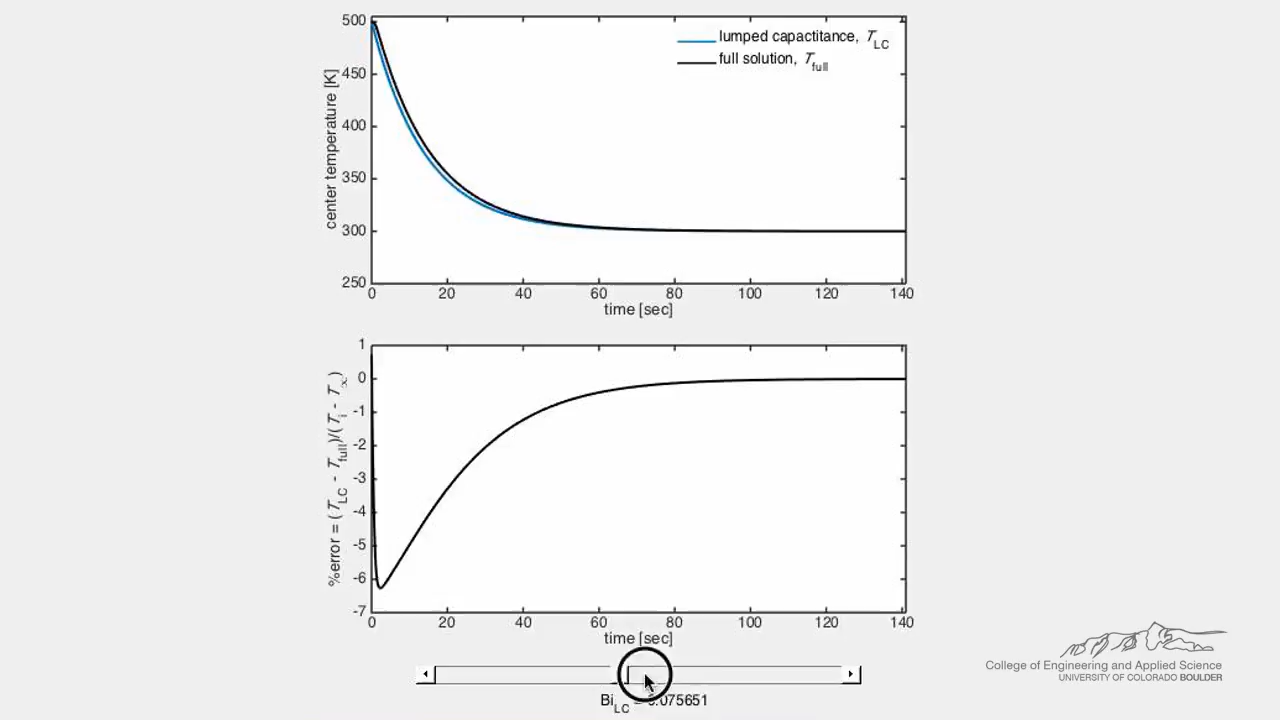 500
lumped capactitance, T_LC
full solution, T_full
450
400
350
300
250
center temperature [K]
0 20 40 60 80 100 120 140
time [sec]
1
0
-1
-2
-3
-4
-5
-6
-7
%error = (T_LC - T_full)/(T_i - T_∞)
0 20 40 60 80 100 120 140
time [sec]
Bi_LC = 0.075651
College of Engineering and Applied Science
UNIVERSITY OF COLORADO BOULDER